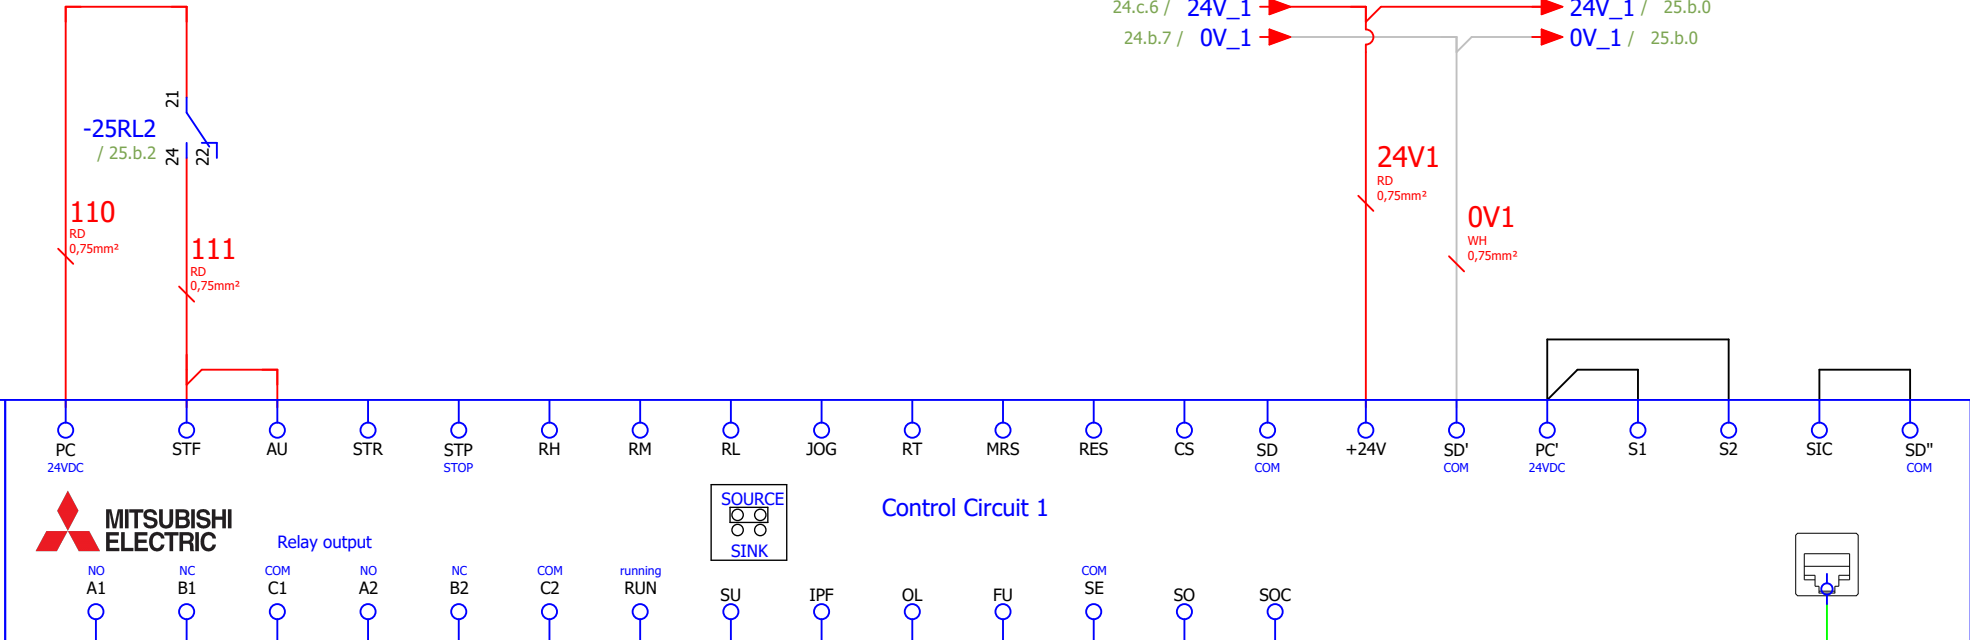 24.c.6 / 24V_1 24V_1 / 25.b.0
24.b.7 / 0V_1 0V_1 / 25.b.0
21
-25RL2
/ 25.b.2
24
22
24V1
RD
0,75mm²
110
RD
0,75mm²
0V1
WH
0,75mm²
111
RD
0,75mm²
PC STF AU STR STP RH RM RL JOG RT MRS RES CS SD +24V SD' PC' S1 S2 SIC SD"
24VDC STOP COM COM 24VDC COM
SOURCE
SINK
Control Circuit 1
MITSUBISHI
ELECTRIC
Relay output
NO NC COM NO NC COM running COM
A1 B1 C1 A2 B2 C2 RUN SU IPF OL FU SE SO SOC